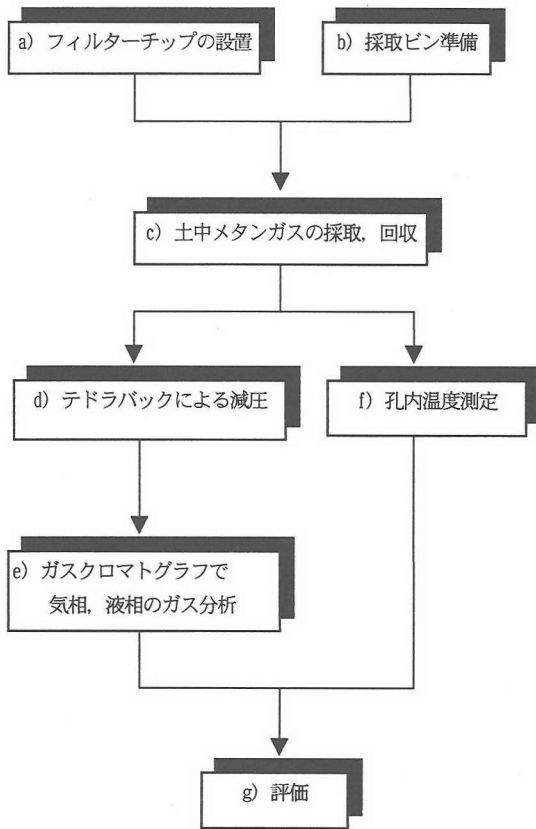 a) フィルターチップの設置
b) 採取ビン準備
c) 土中メタンガスの採取，回収
d) テドラバックによる減圧
f) 孔内温度測定
e) ガスクロマトグラフで
気相，液相のガス分析
g) 評価